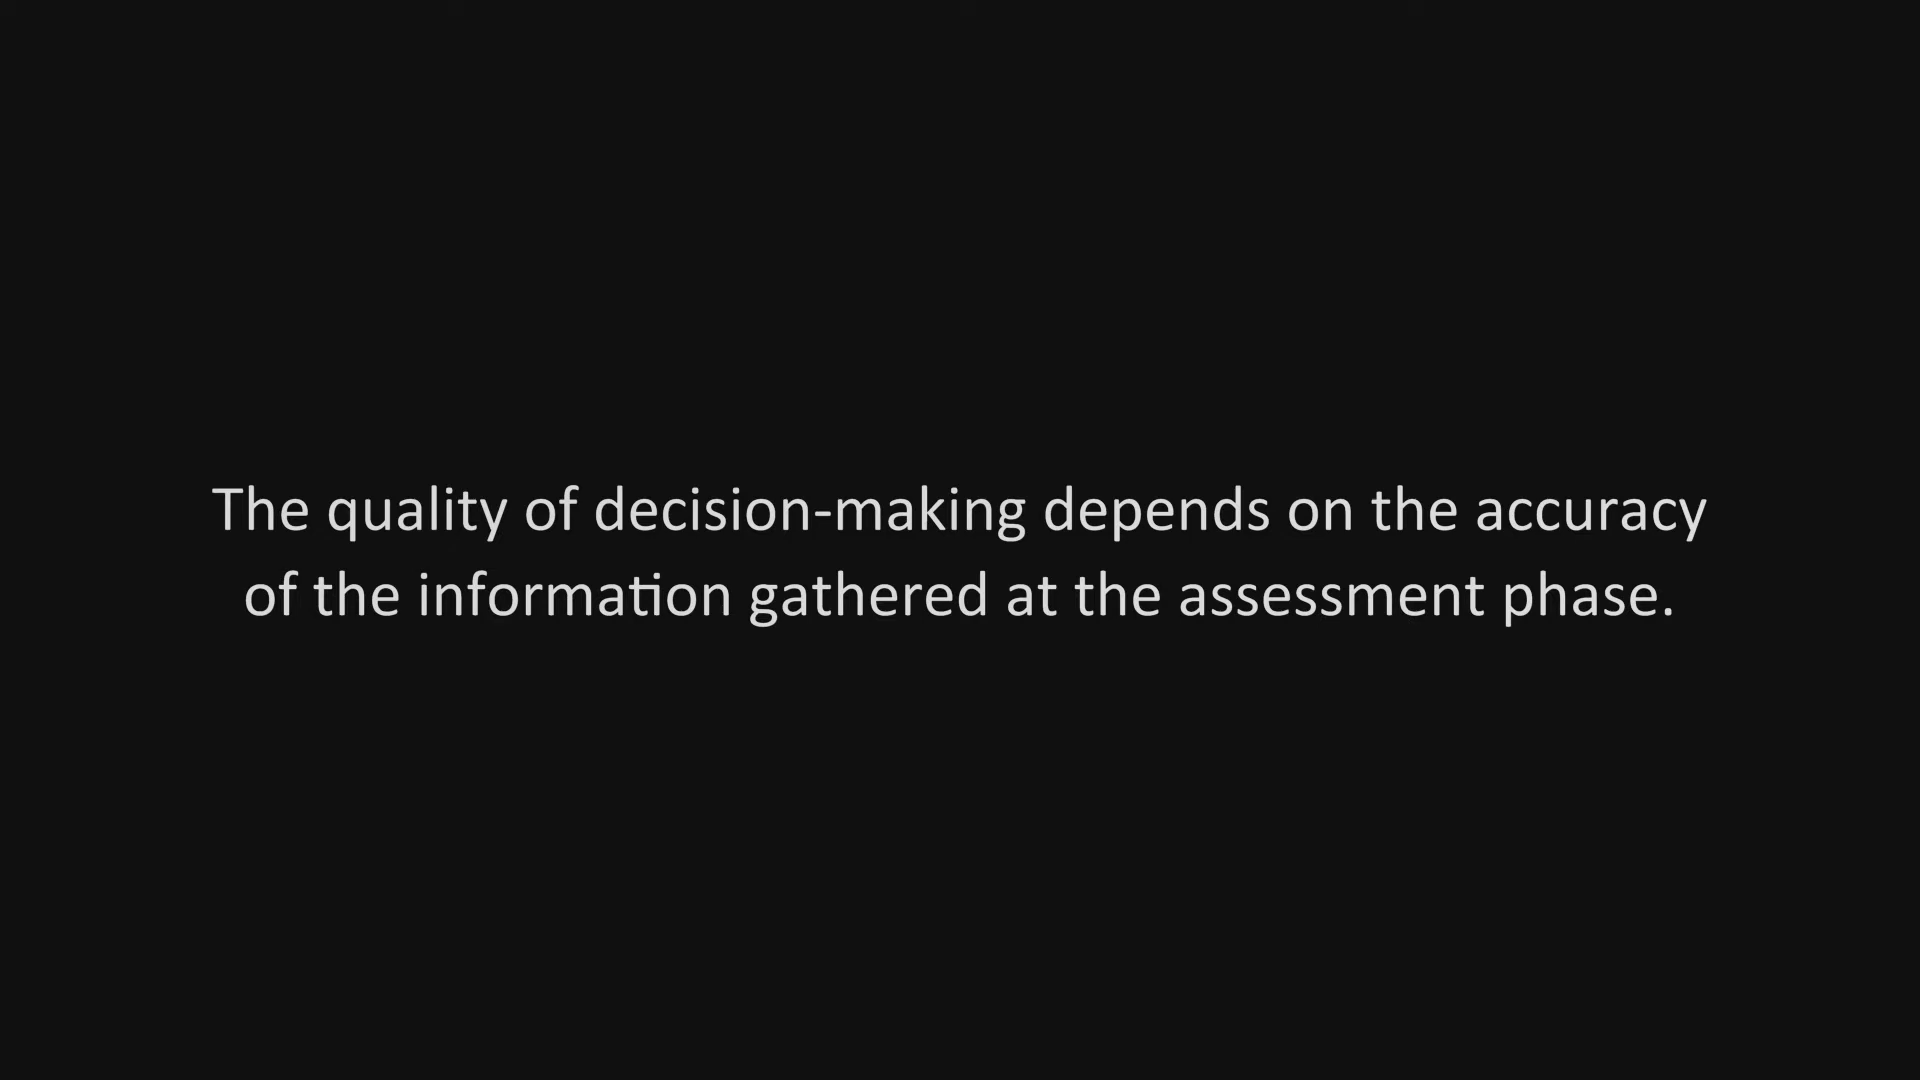 The quality of decision-making depends on the accuracy
of the information gathered at the assessment phase.